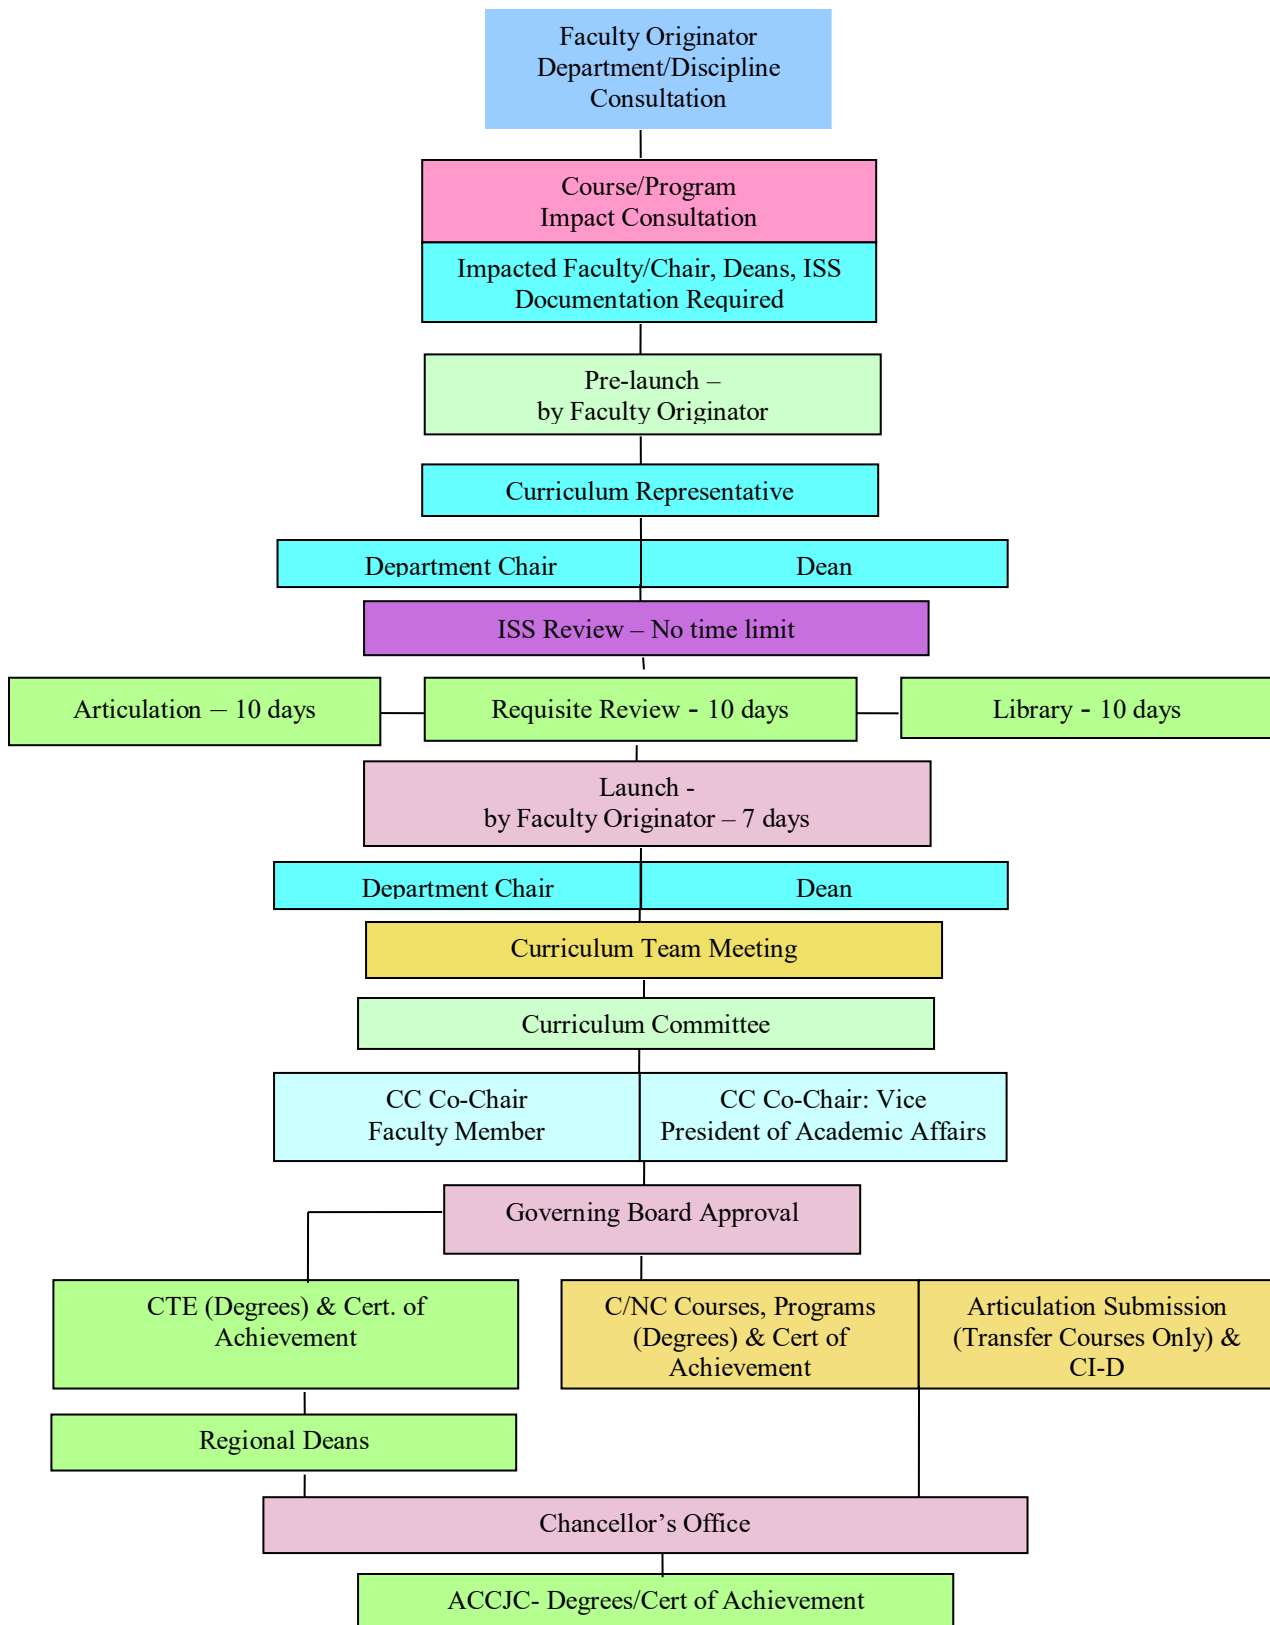 Faculty Originator
Department/Discipline
Consultation
Course/Program
Impact Consultation
Impacted Faculty/Chair, Deans, ISS
Documentation Required
Pre-launch –
by Faculty Originator
Curriculum Representative
Department Chair
Dean
ISS Review – No time limit
Articulation – 10 days
Requisite Review - 10 days
Library - 10 days
Launch -
by Faculty Originator – 7 days
Department Chair
Dean
Curriculum Team Meeting
Curriculum Committee
CC Co-Chair
Faculty Member
CC Co-Chair: Vice
President of Academic Affairs
Governing Board Approval
CTE (Degrees) & Cert. of
Achievement
C/NC Courses, Programs
(Degrees) & Cert of
Achievement
Articulation Submission
(Transfer Courses Only) &
CI-D
Regional Deans
Chancellor’s Office
ACCJC- Degrees/Cert of Achievement